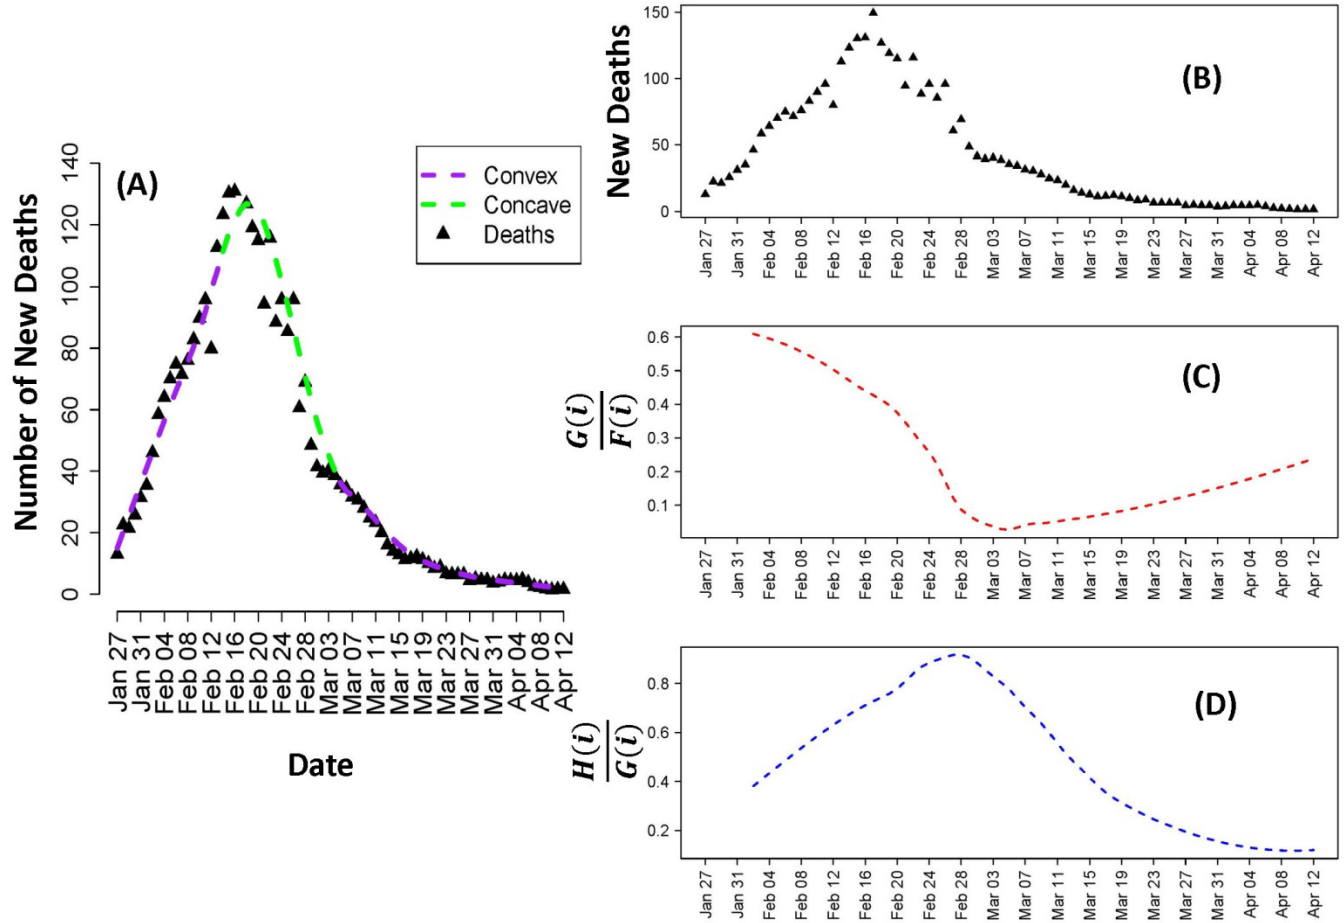 (A)
Number of New Deaths
140
120
100
80
60
40
20
0
Convex
Concave
Deaths
Jan 27
Jan 31
Feb 04
Feb 08
Feb 12
Feb 16
Feb 20
Feb 24
Feb 28
Mar 03
Mar 07
Mar 11
Mar 15
Mar 19
Mar 23
Mar 27
Mar 31
Apr 04
Apr 08
Apr 12
Date
(B)
New Deaths
150
100
50
0
Jan 27
Jan 31
Feb 04
Feb 08
Feb 12
Feb 16
Feb 20
Feb 24
Feb 28
Mar 03
Mar 07
Mar 11
Mar 15
Mar 19
Mar 23
Mar 27
Mar 31
Apr 04
Apr 08
Apr 12
(C)
G(i)
F(i)
0.6
0.5
0.4
0.3
0.2
0.1
Jan 27
Jan 31
Feb 04
Feb 08
Feb 12
Feb 16
Feb 20
Feb 24
Feb 28
Mar 03
Mar 07
Mar 11
Mar 15
Mar 19
Mar 23
Mar 27
Mar 31
Apr 04
Apr 08
Apr 12
(D)
H(i)
G(i)
0.8
0.6
0.4
0.2
Jan 27
Jan 31
Feb 04
Feb 08
Feb 12
Feb 16
Feb 20
Feb 24
Feb 28
Mar 03
Mar 07
Mar 11
Mar 15
Mar 19
Mar 23
Mar 27
Mar 31
Apr 04
Apr 08
Apr 12